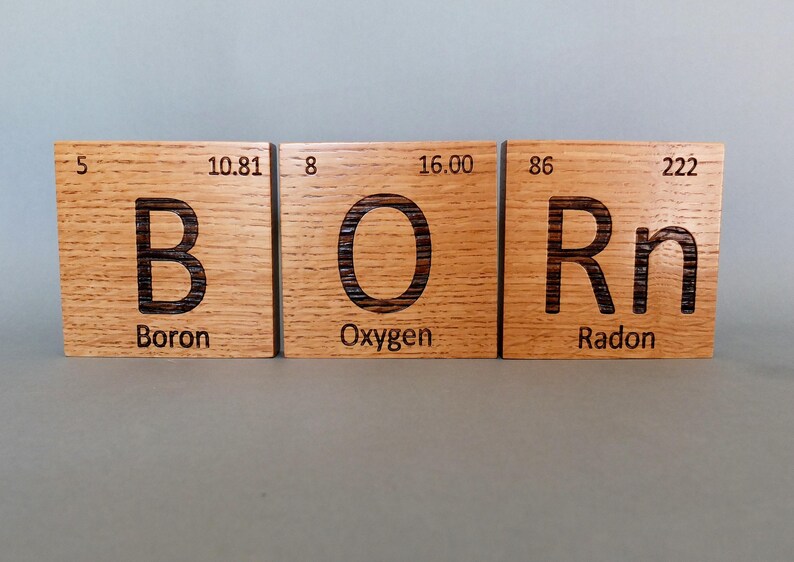 5 10.81
B
Boron
8 16.00
O
Oxygen
86 222
Rn
Radon